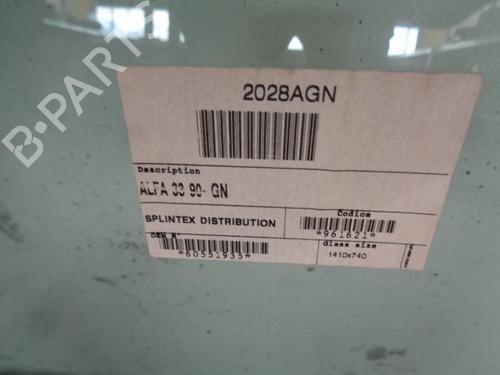 B-PARTS
2028AGN
Description
ALFA 33 90- GN
SPLINTEX DISTRIBUTION
Codice
*961621*
OEM #
*60551935*
Glass size
1410x740